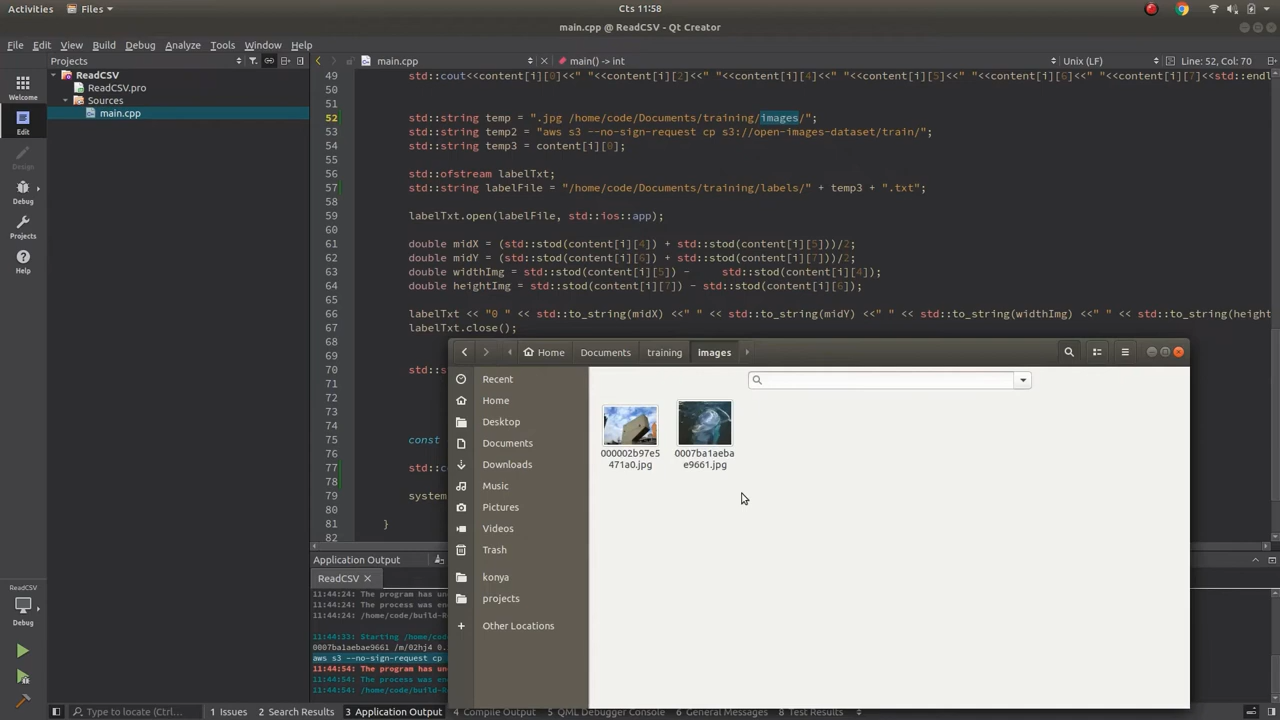 Activities Files Cts 11:58
main.cpp @ ReadCSV - Qt Creator
File Edit View Build Debug Analyze Tools Window Help
Projects main.cpp main() -> int Unix (LF) Line: 52, Col: 70
ReadCSV
ReadCSV.pro
Sources
main.cpp
Welcome
Edit
Design
Debug
Projects
Help
49 std::cout<<content[i][0]<<" "<<content[i][2]<<" "<<content[i][4]<<" "<<content[i][5]<<" "<<content[i][6]<<" "<<content[i][7]<<std::endl
50
51
52 std::string temp = ".jpg /home/code/Documents/training/images/";
53 std::string temp2 = "aws s3 --no-sign-request cp s3://open-images-dataset/train/";
54 std::string temp3 = content[i][0];
55
56 std::ofstream labelTxt;
57 std::string labelFile = "/home/code/Documents/training/labels/" + temp3 + ".txt";
58
59 labelTxt.open(labelFile, std::ios::app);
60
61 double midX = (std::stod(content[i][4]) + std::stod(content[i][5]))/2;
62 double midY = (std::stod(content[i][6]) + std::stod(content[i][7]))/2;
63 double widthImg = std::stod(content[i][5]) - std::stod(content[i][4]);
64 double heightImg = std::stod(content[i][7]) - std::stod(content[i][6]);
65
66 labelTxt << "0 " << std::to_string(midX) <<" " << std::to_string(midY) <<" " << std::to_string(widthImg) <<" " << std::to_string(height
67 labelTxt.close();
68
69
70 std::s
71
72
73
74
75 const
76
77 std::c
78
79 system
80
81 }
82
Home Documents training images
Recent
Home
Desktop
Documents
Downloads
Music
Pictures
Videos
Trash
konya
projects
Other Locations
000002b97e5
471a0.jpg
0007ba1aeba
e9661.jpg
Application Output
ReadCSV
11:44:24: The program has un
11:44:24: The process was en
11:44:24: /home/code/build-R
11:44:33: Starting /home/cod
0007ba1aebae9661 /m/02hj4 0.
aws s3 --no-sign-request cp
11:44:54: The program has un
11:44:54: The process was en
11:44:54: /home/code/build-R
ReadCSV
Debug
Type to locate (Ctrl+... 1 Issues 2 Search Results 3 Application Output 4 Compile Output 5 QML Debugger Console 6 General Messages 8 Test Results